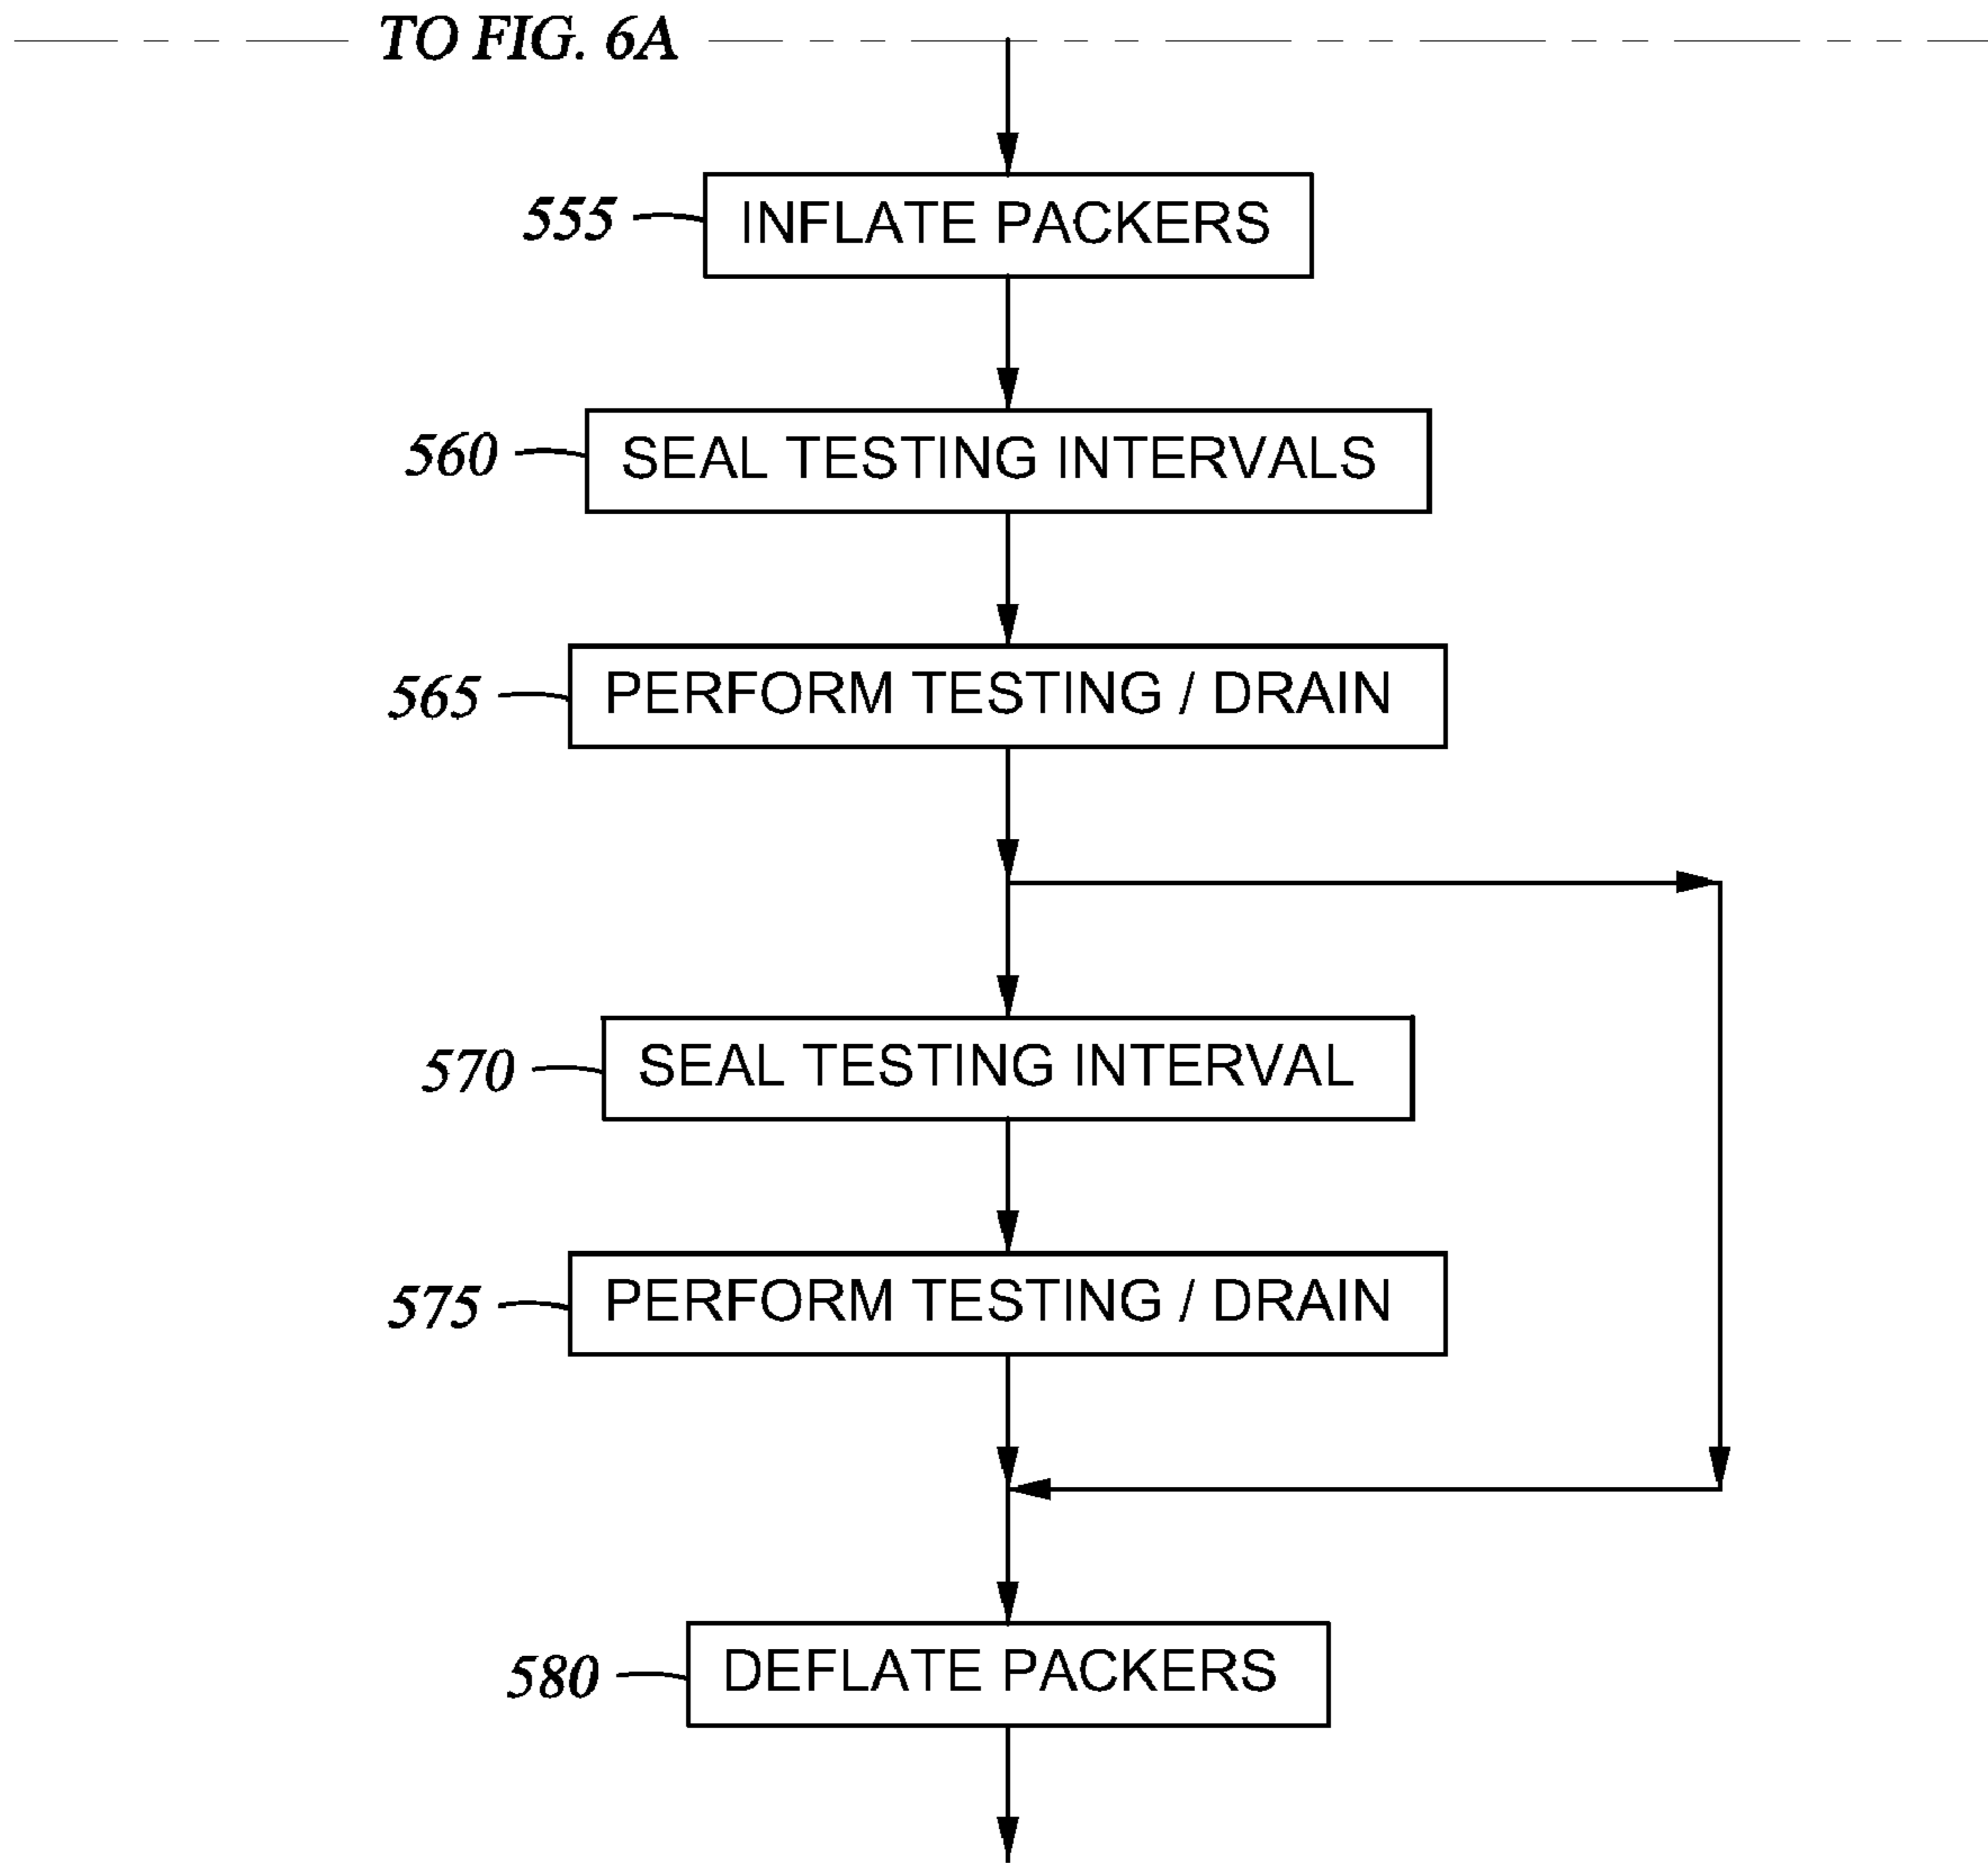 TO FIG. 6A
555 INFLATE PACKERS
560 SEAL TESTING INTERVALS
565 PERFORM TESTING / DRAIN
570 SEAL TESTING INTERVAL
575 PERFORM TESTING / DRAIN
580 DEFLATE PACKERS